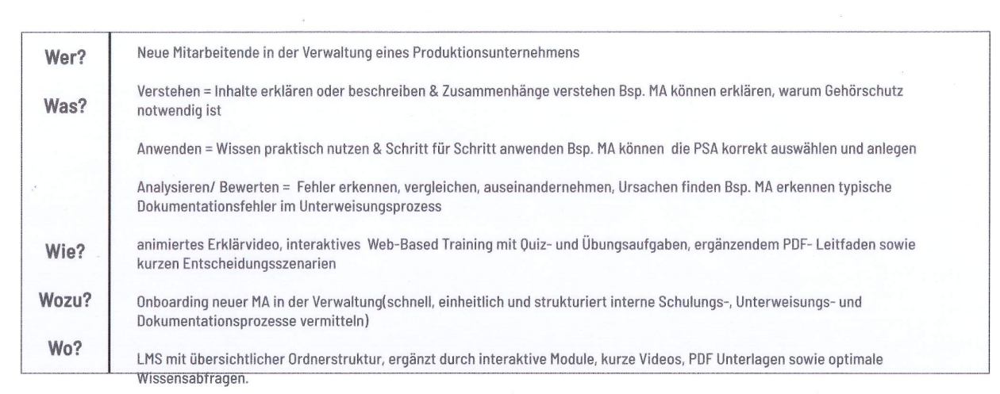 Wer?
Neue Mitarbeitende in der Verwaltung eines Produktionsunternehmens
Was?
Verstehen = Inhalte erklären oder beschreiben & Zusammenhänge verstehen Bsp. MA können erklären, warum Gehörschutz
notwendig ist
Anwenden = Wissen praktisch nutzen & Schritt für Schritt anwenden Bsp. MA können die PSA korrekt auswählen und anlegen
Analysieren/ Bewerten = Fehler erkennen, vergleichen, auseinandernehmen, Ursachen finden Bsp. MA erkennen typische
Dokumentationsfehler im Unterweisungsprozess
Wie?
animiertes Erklärvideo, interaktives Web-Based Training mit Quiz- und Übungsaufgaben, ergänzendem PDF- Leitfaden sowie
kurzen Entscheidungsszenarien
Wozu?
Onboarding neuer MA in der Verwaltung(schnell, einheitlich und strukturiert interne Schulungs-, Unterweisungs- und
Dokumentationsprozesse vermitteln)
Wo?
LMS mit übersichtlicher Ordnerstruktur, ergänzt durch interaktive Module, kurze Videos, PDF Unterlagen sowie optimale
Wissensabfragen.